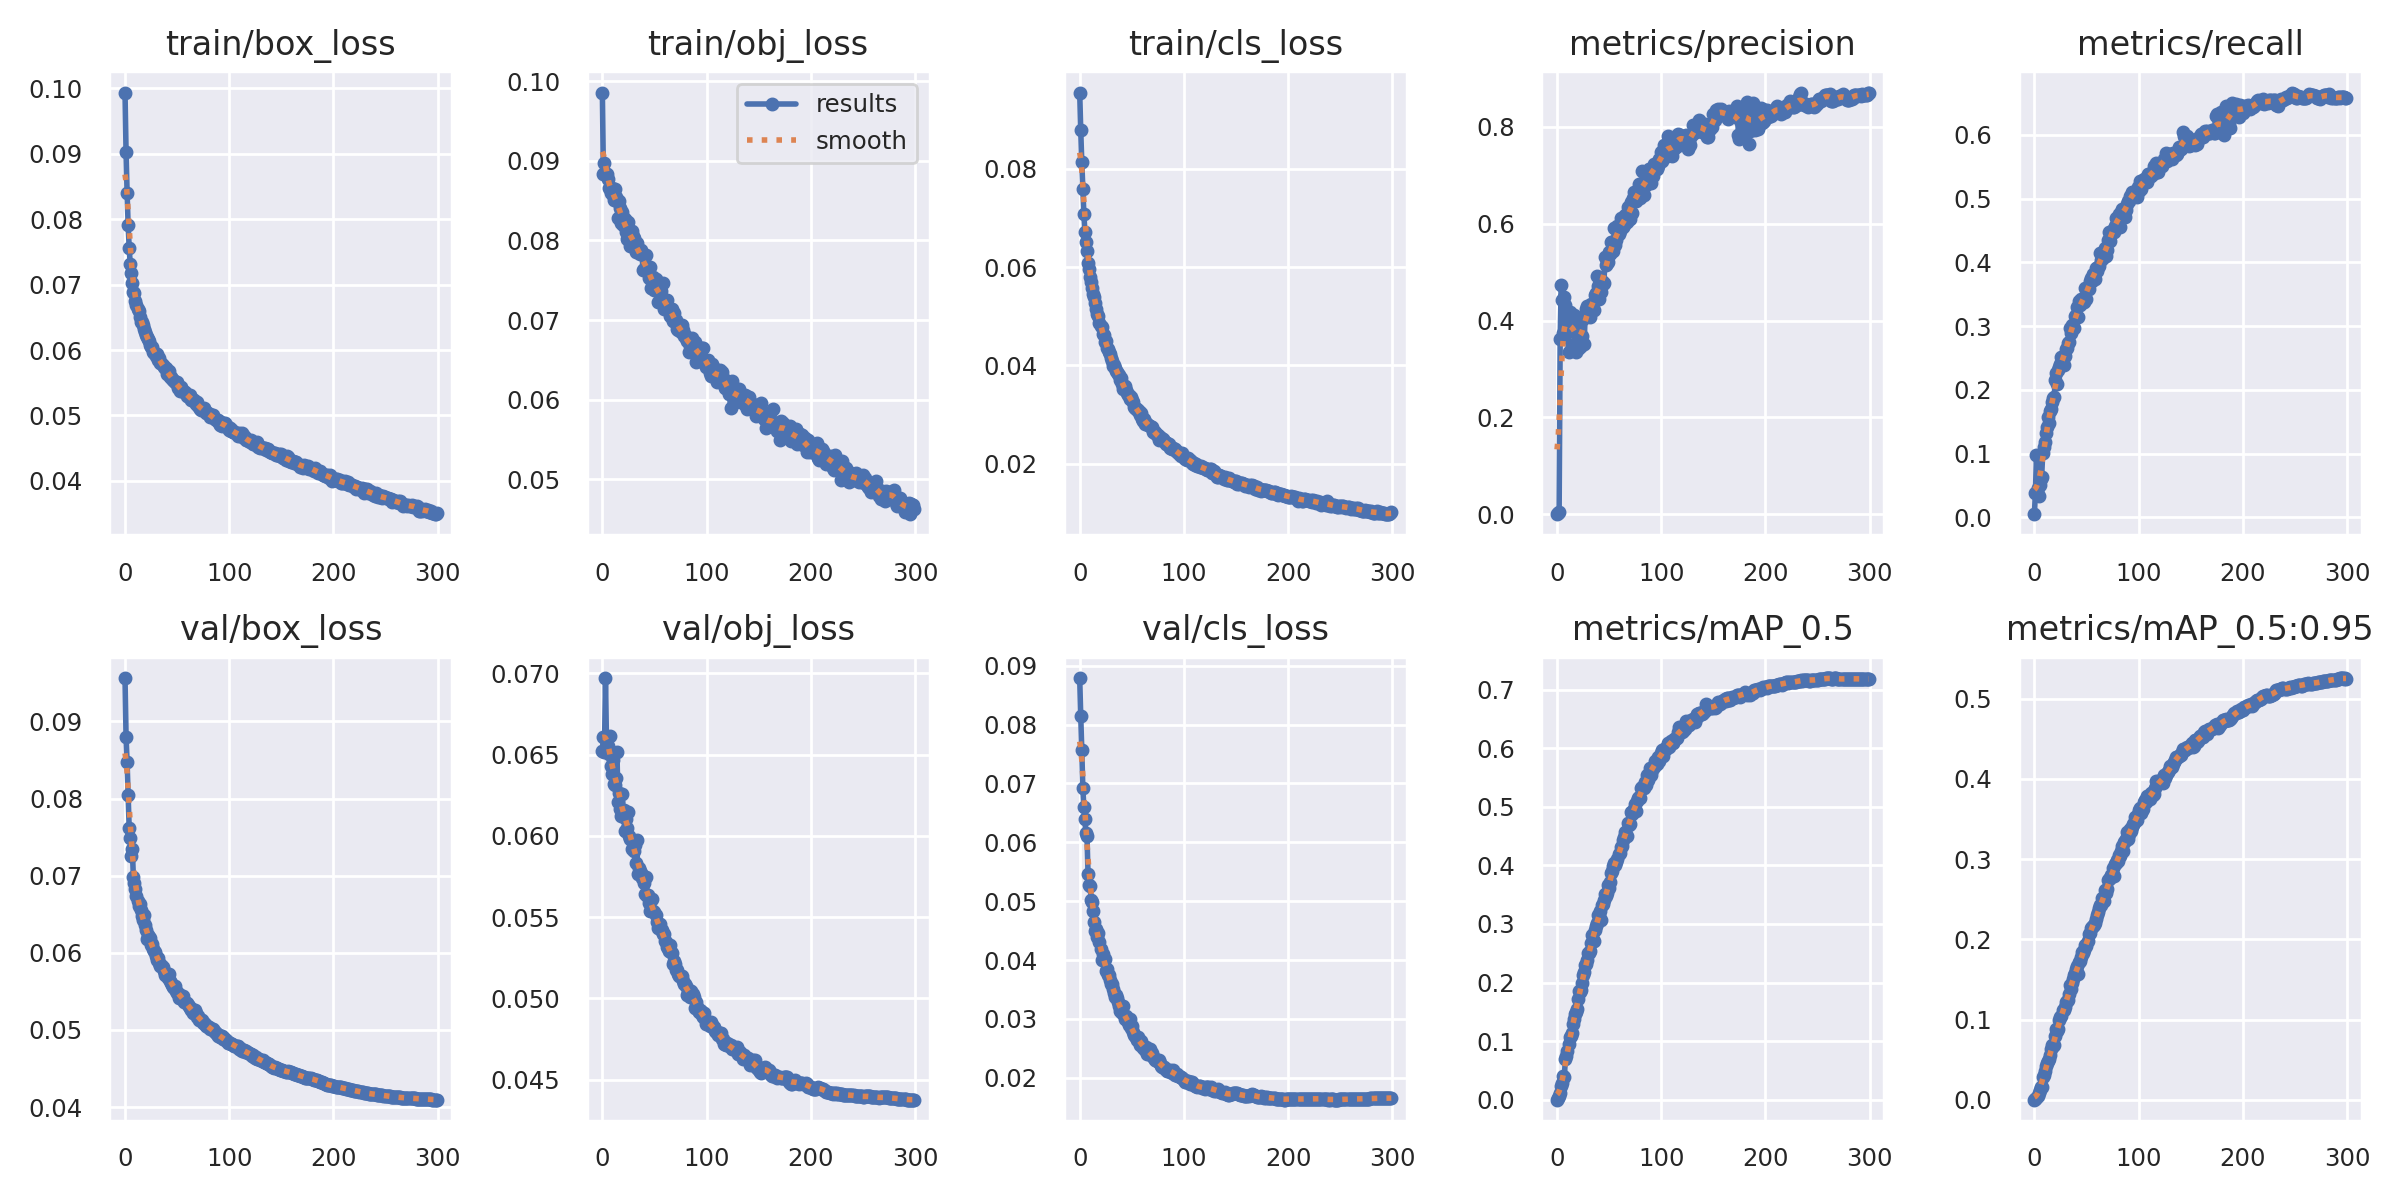 train/box_loss
0.10
0.09
0.08
0.07
0.06
0.05
0.04
0 100 200 300
train/obj_loss
results
smooth
0.10
0.09
0.08
0.07
0.06
0.05
0 100 200 300
train/cls_loss
0.08
0.06
0.04
0.02
0 100 200 300
metrics/precision
0.8
0.6
0.4
0.2
0.0
0 100 200 300
metrics/recall
0.6
0.5
0.4
0.3
0.2
0.1
0.0
0 100 200 300
val/box_loss
0.09
0.08
0.07
0.06
0.05
0.04
0 100 200 300
val/obj_loss
0.070
0.065
0.060
0.055
0.050
0.045
0 100 200 300
val/cls_loss
0.09
0.08
0.07
0.06
0.05
0.04
0.03
0.02
0 100 200 300
metrics/mAP_0.5
0.7
0.6
0.5
0.4
0.3
0.2
0.1
0.0
0 100 200 300
metrics/mAP_0.5:0.95
0.5
0.4
0.3
0.2
0.1
0.0
0 100 200 300